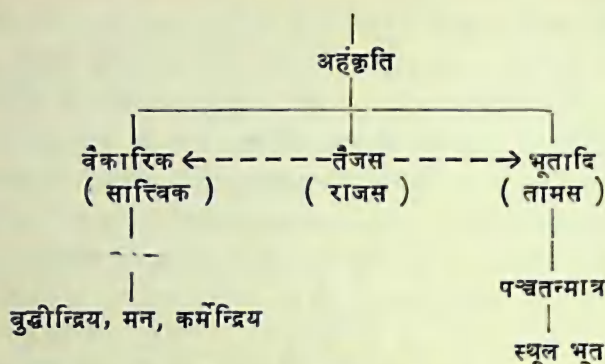 अहंकृति
वैकारिक ← - - - - - -तैजस - - - - - - → भूतादि
( सात्त्विक ) ( राजस ) ( तामस )
पञ्चतन्मात्र
बुद्धीन्द्रिय, मन, कर्मेन्द्रिय
स्थूल भूत